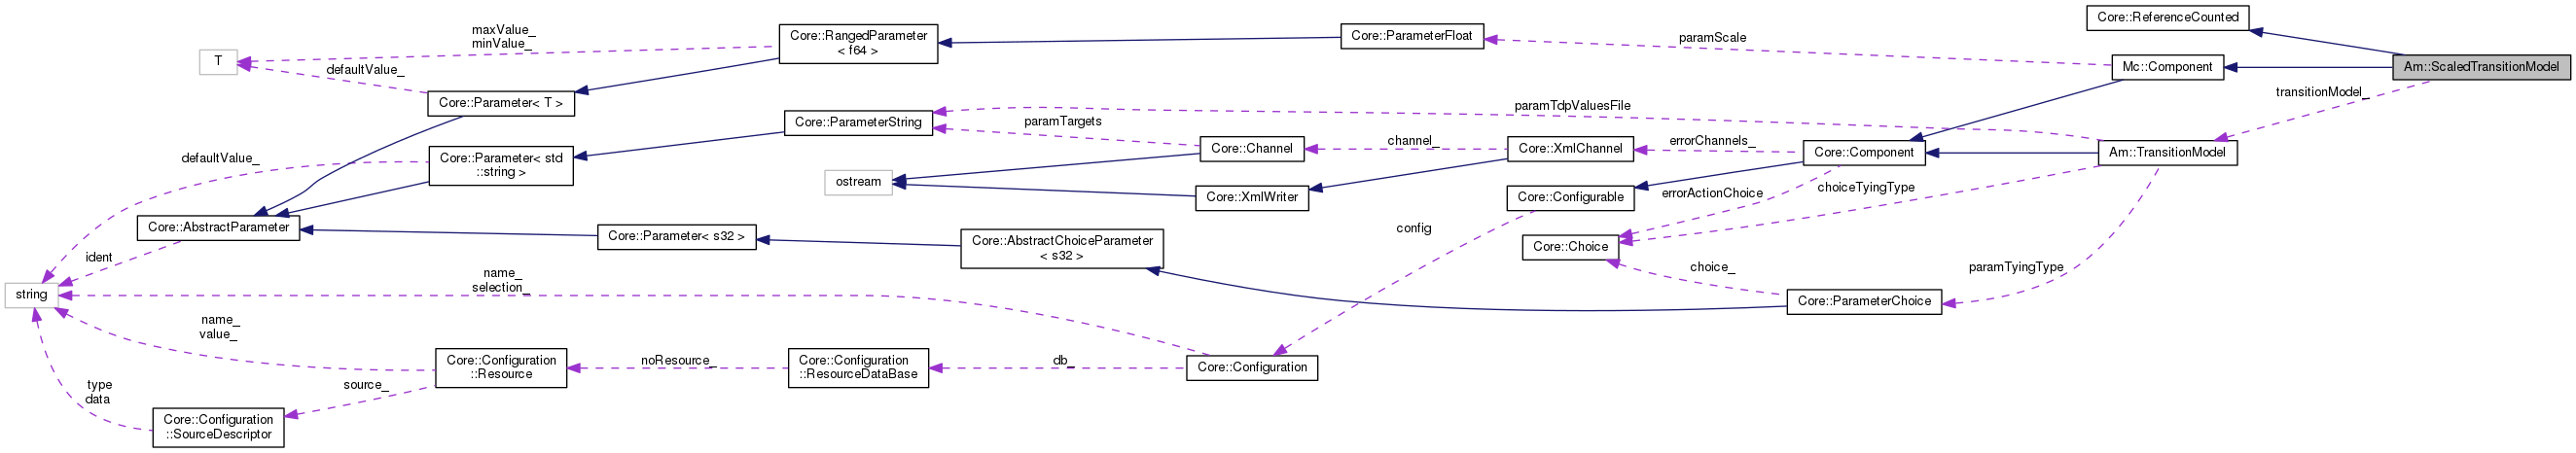 Core::ReferenceCounted
maxValue_
minValue_
Core::RangedParameter
< f64 >
Core::ParameterFloat
paramScale
T
Mc::Component
Am::ScaledTransitionModel
defaultValue_
transitionModel_
Core::Parameter< T >
paramTdpValuesFile
Core::ParameterString
paramTargets
channel_
errorChannels_
Core::Channel
Core::XmlChannel
Core::Component
Am::TransitionModel
defaultValue_
Core::Parameter< std
::string >
ostream
Core::XmlWriter
Core::Configurable
errorActionChoice
choiceTyingType
Core::AbstractParameter
Core::Parameter< s32 >
Core::AbstractChoiceParameter
< s32 >
config
Core::Choice
ident
name_
selection_
choice_
paramTyingType
string
Core::ParameterChoice
name_
value_
Core::Configuration
::Resource
noResource_
Core::Configuration
::ResourceDataBase
db_
Core::Configuration
type
data
source_
Core::Configuration
::SourceDescriptor